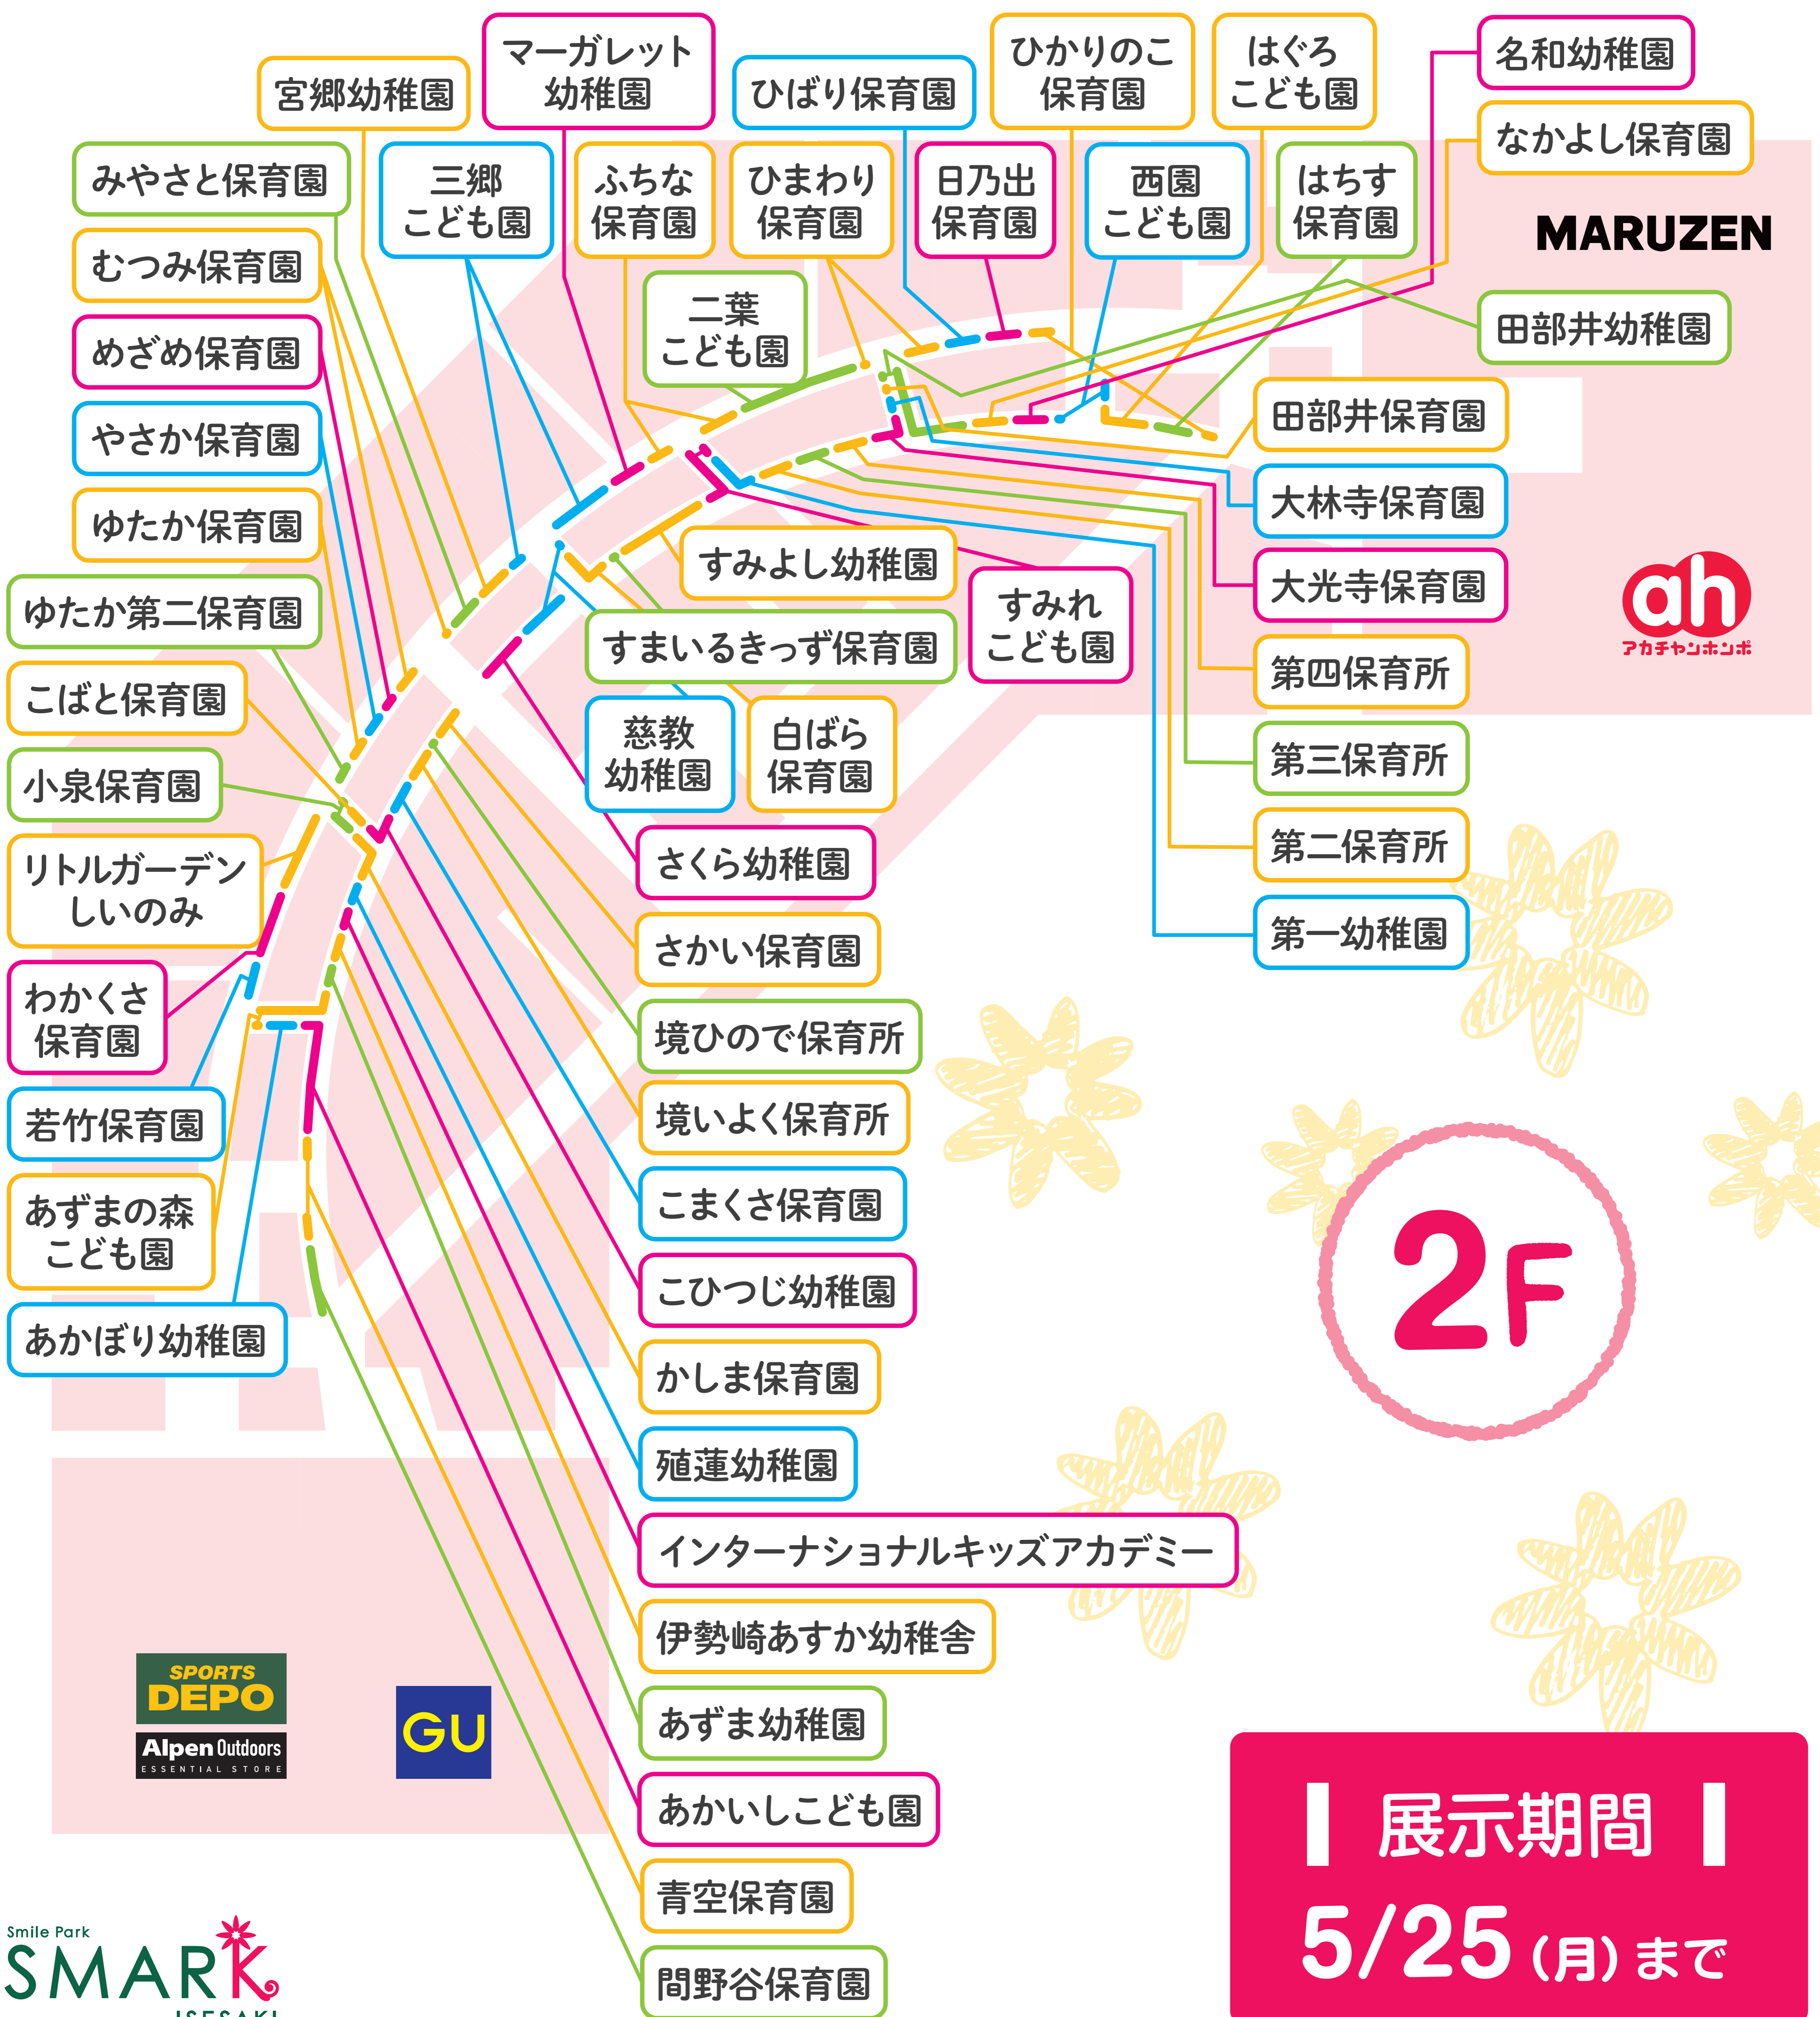 宮郷幼稚園
マーガレット
幼稚園
ひばり保育園
ひかりのこ
保育園
はぐろ
こども園
名和幼稚園
なかよし保育園
みやさと保育園
三郷
こども園
ふちな
保育園
ひまわり
保育園
日乃出
保育園
西園
こども園
はちす
保育園
MARUZEN
むつみ保育園
二葉
こども園
田部井幼稚園
めざめ保育園
やさか保育園
田部井保育園
ゆたか保育園
大林寺保育園
すみよし幼稚園
大光寺保育園
ah
アカチャンホンポ
ゆたか第二保育園
すまいるきっず保育園
すみれ
こども園
第四保育所
こばと保育園
慈教
幼稚園
白ばら
保育園
第三保育所
小泉保育園
さくら幼稚園
第二保育所
リトルガーデン
しいのみ
さかい保育園
第一幼稚園
わかくさ
保育園
境ひので保育所
若竹保育園
境いよく保育所
あずまの森
こども園
こまくさ保育園
あかぼり幼稚園
こひつじ幼稚園
2F
かしま保育園
殖蓮幼稚園
インターナショナルキッズアカデミー
伊勢崎あすか幼稚舎
あずま幼稚園
あかいしこども園
青空保育園
間野谷保育園
SPORTS
DEPO
Alpen Outdoors
ESSENTIAL STORE
GU
展示期間
5/25（月）まで
Smile Park
SMARK
ISESAKI